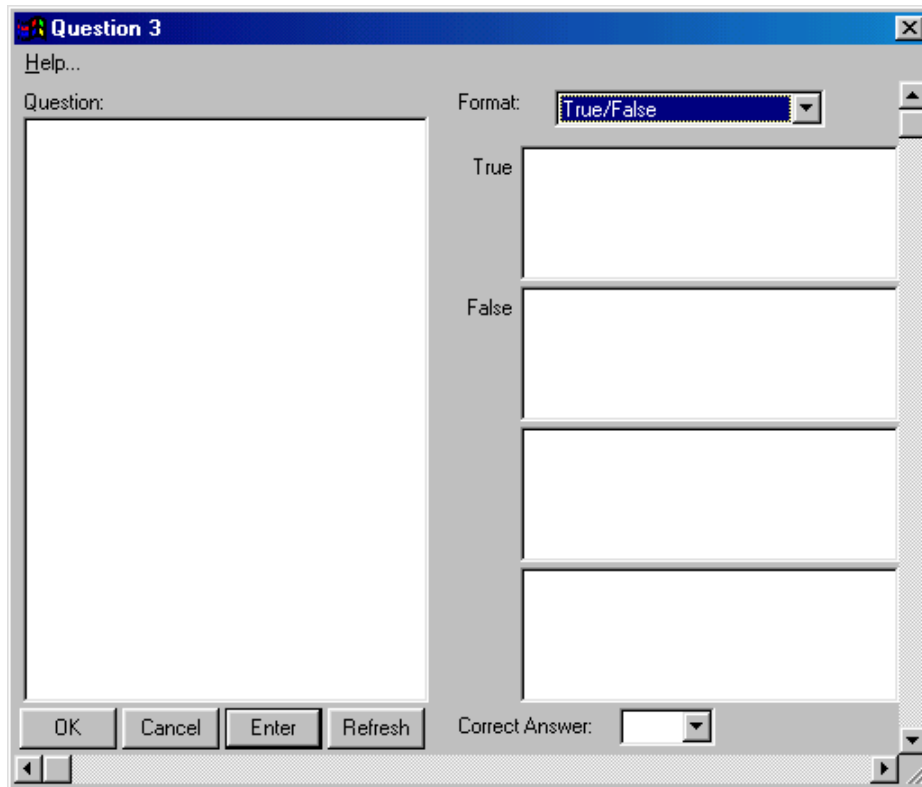 Question 3
Help...
Question:
Format:
True/False
True
False
OK
Cancel
Enter
Refresh
Correct Answer: